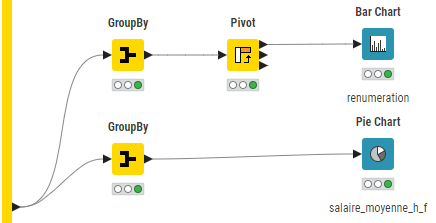 Bar Chart
GroupBy
Pivot
renumeration
GroupBy
Pie Chart
salaire_moyenne_h_f